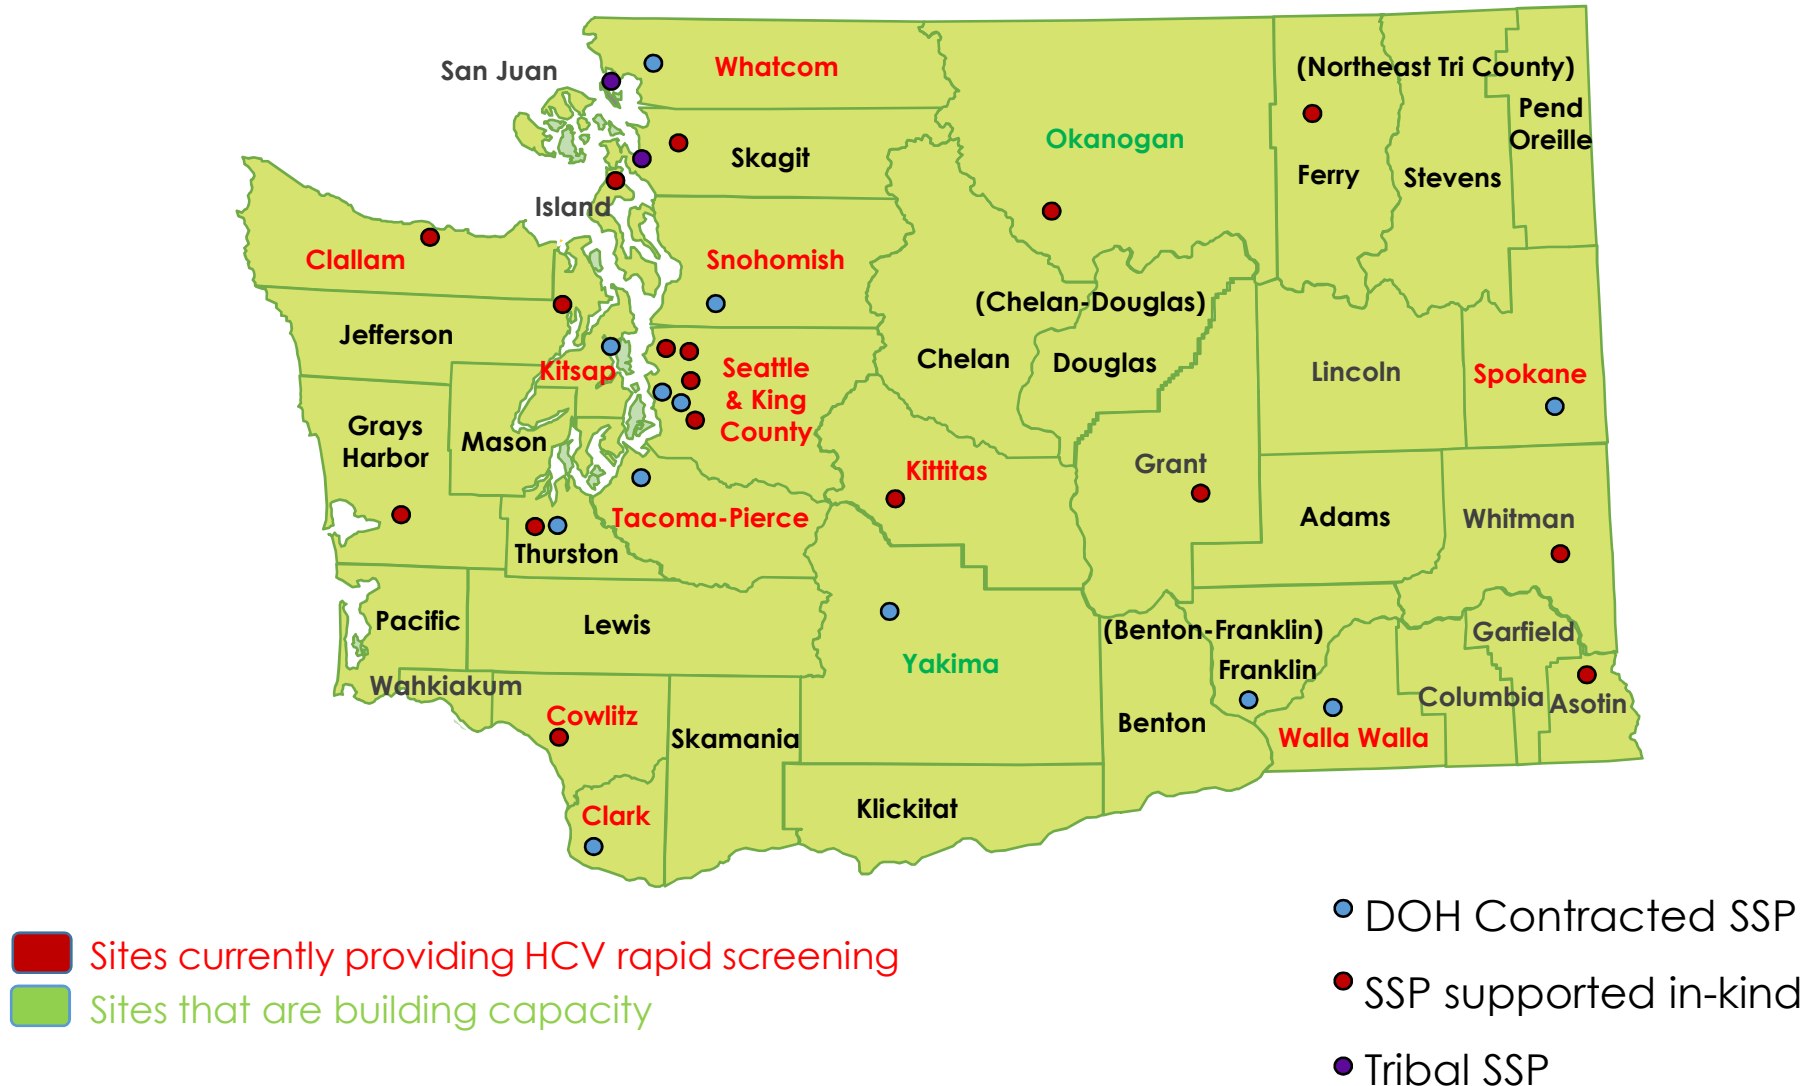 San Juan
Whatcom
(Northeast Tri County)
Pend
Oreille
Okanogan
Skagit
Ferry
Stevens
Island
Clallam
Snohomish
(Chelan-Douglas)
Jefferson
Chelan
Douglas
Kitsap
Seattle
& King
County
Lincoln
Spokane
Grays
Harbor
Mason
Kittitas
Grant
Tacoma-Pierce
Adams
Whitman
Thurston
Pacific
Lewis
(Benton-Franklin)
Garfield
Yakima
Franklin
Wahkiakum
Columbia
Asotin
Cowlitz
Skamania
Benton
Walla Walla
Clark
Klickitat
Sites currently providing HCV rapid screening
Sites that are building capacity
DOH Contracted SSP
SSP supported in-kind
Tribal SSP